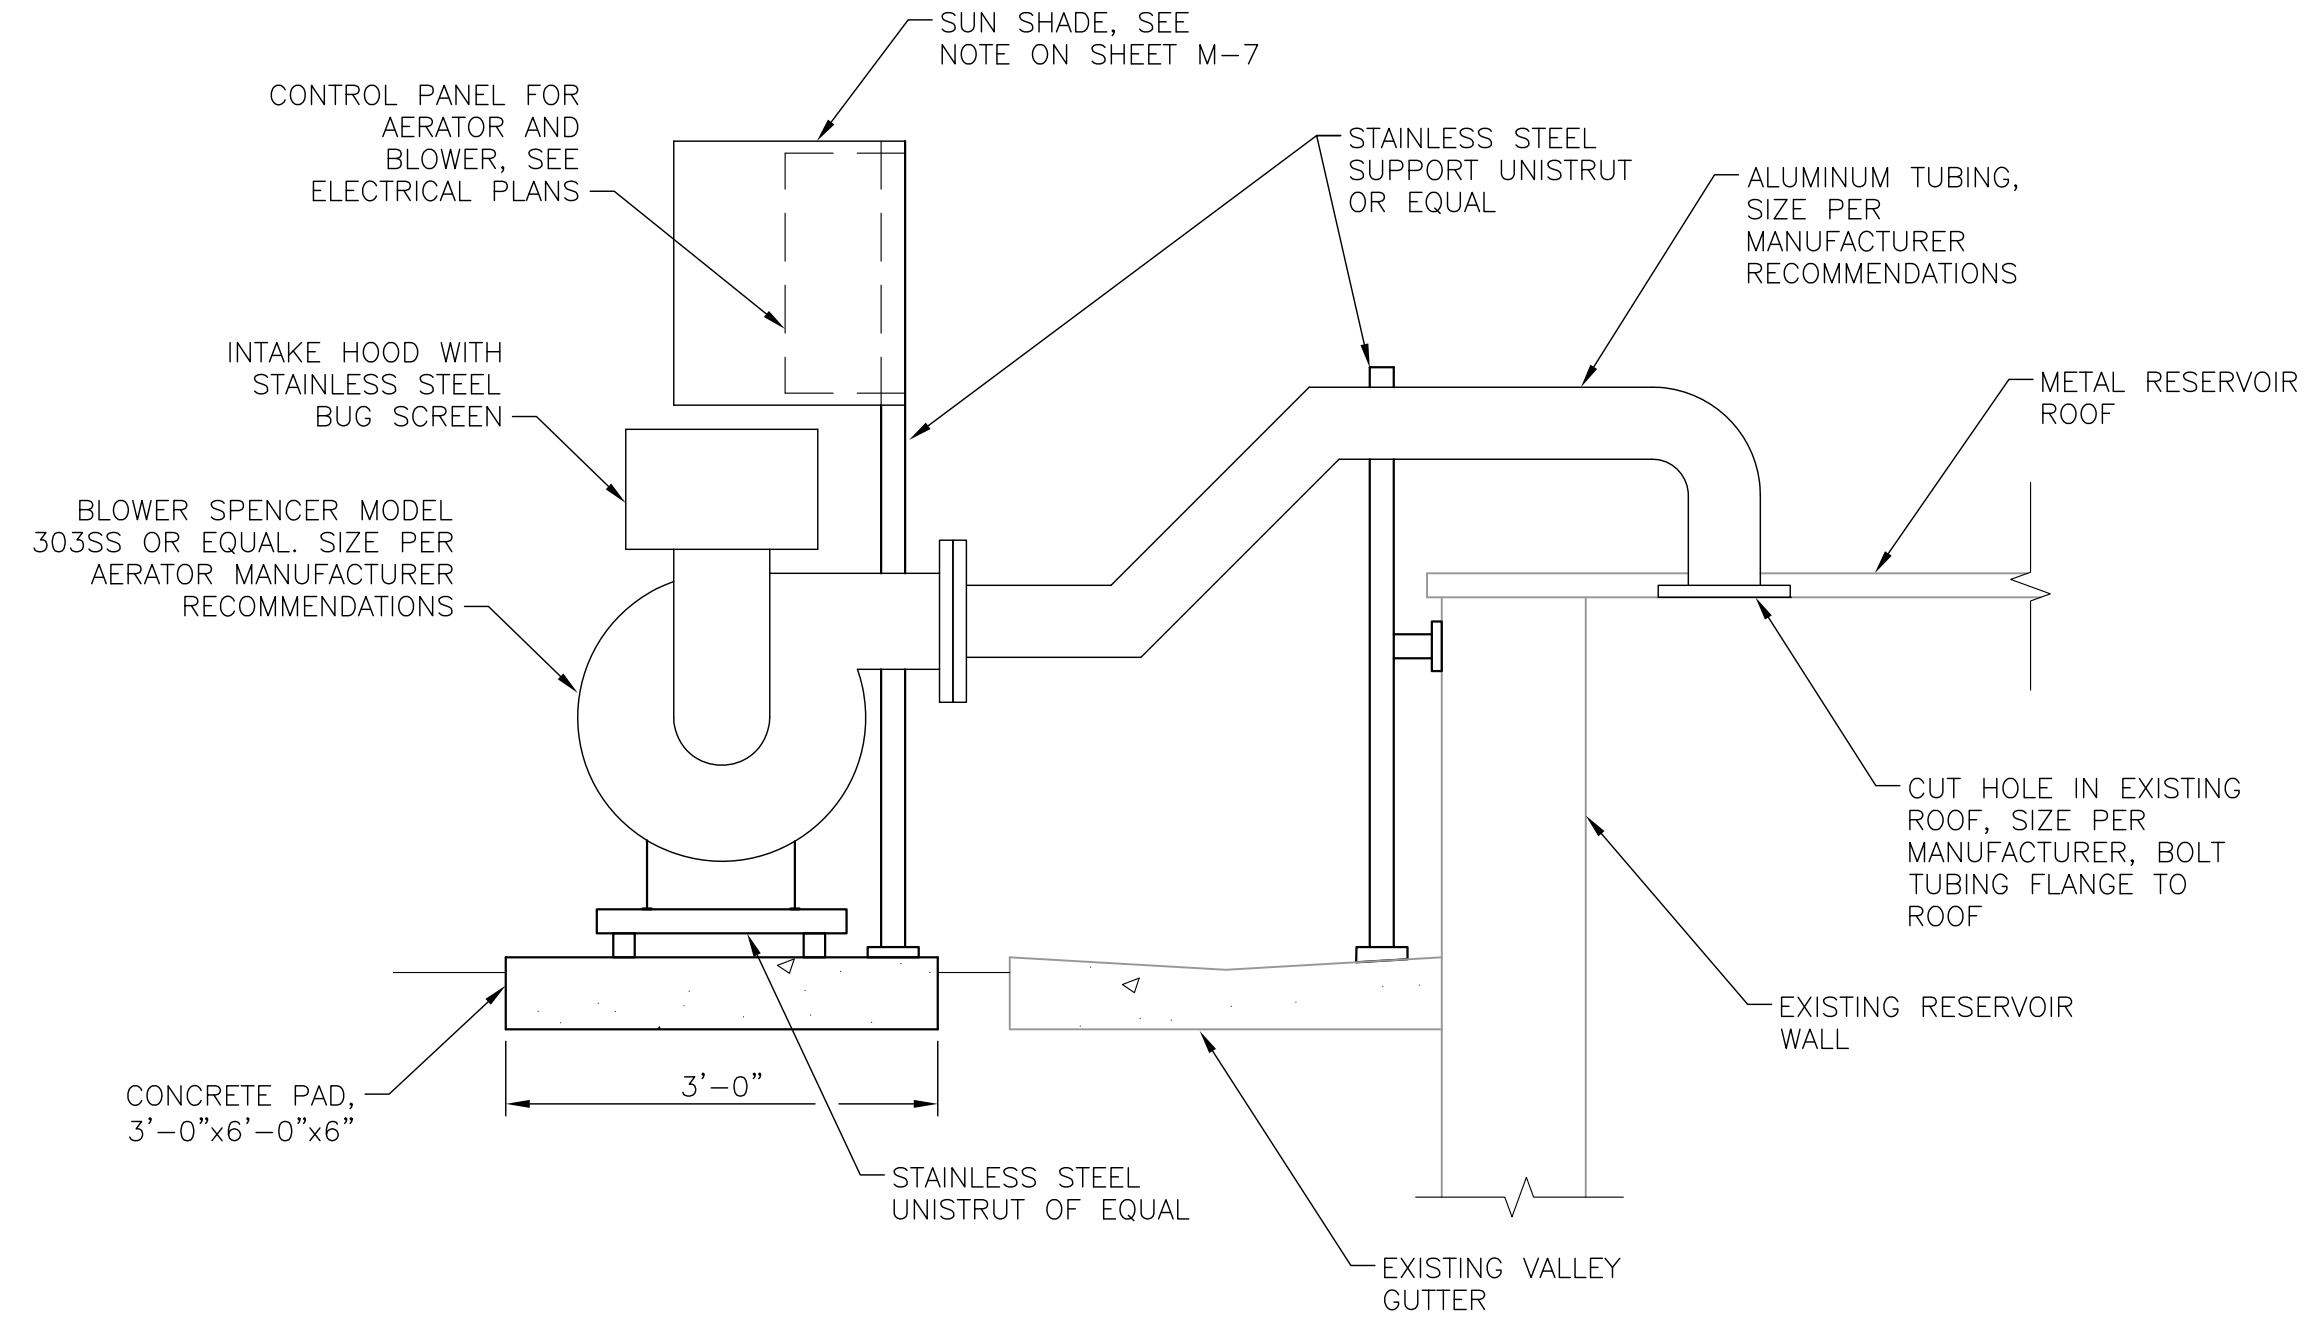 SUN SHADE, SEE
NOTE ON SHEET M-7
CONTROL PANEL FOR
AERATOR AND
BLOWER, SEE
ELECTRICAL PLANS
STAINLESS STEEL
SUPPORT UNISTRUT
OR EQUAL
ALUMINUM TUBING,
SIZE PER
MANUFACTURER
RECOMMENDATIONS
INTAKE HOOD WITH
STAINLESS STEEL
BUG SCREEN
METAL RESERVOIR
ROOF
BLOWER SPENCER MODEL
303SS OR EQUAL. SIZE PER
AERATOR MANUFACTURER
RECOMMENDATIONS
CUT HOLE IN EXISTING
ROOF, SIZE PER
MANUFACTURER, BOLT
TUBING FLANGE TO
ROOF
EXISTING RESERVOIR
WALL
3'-0"
CONCRETE PAD,
3'-0"x6'-0"x6"
STAINLESS STEEL
UNISTRUT OF EQUAL
EXISTING VALLEY
GUTTER